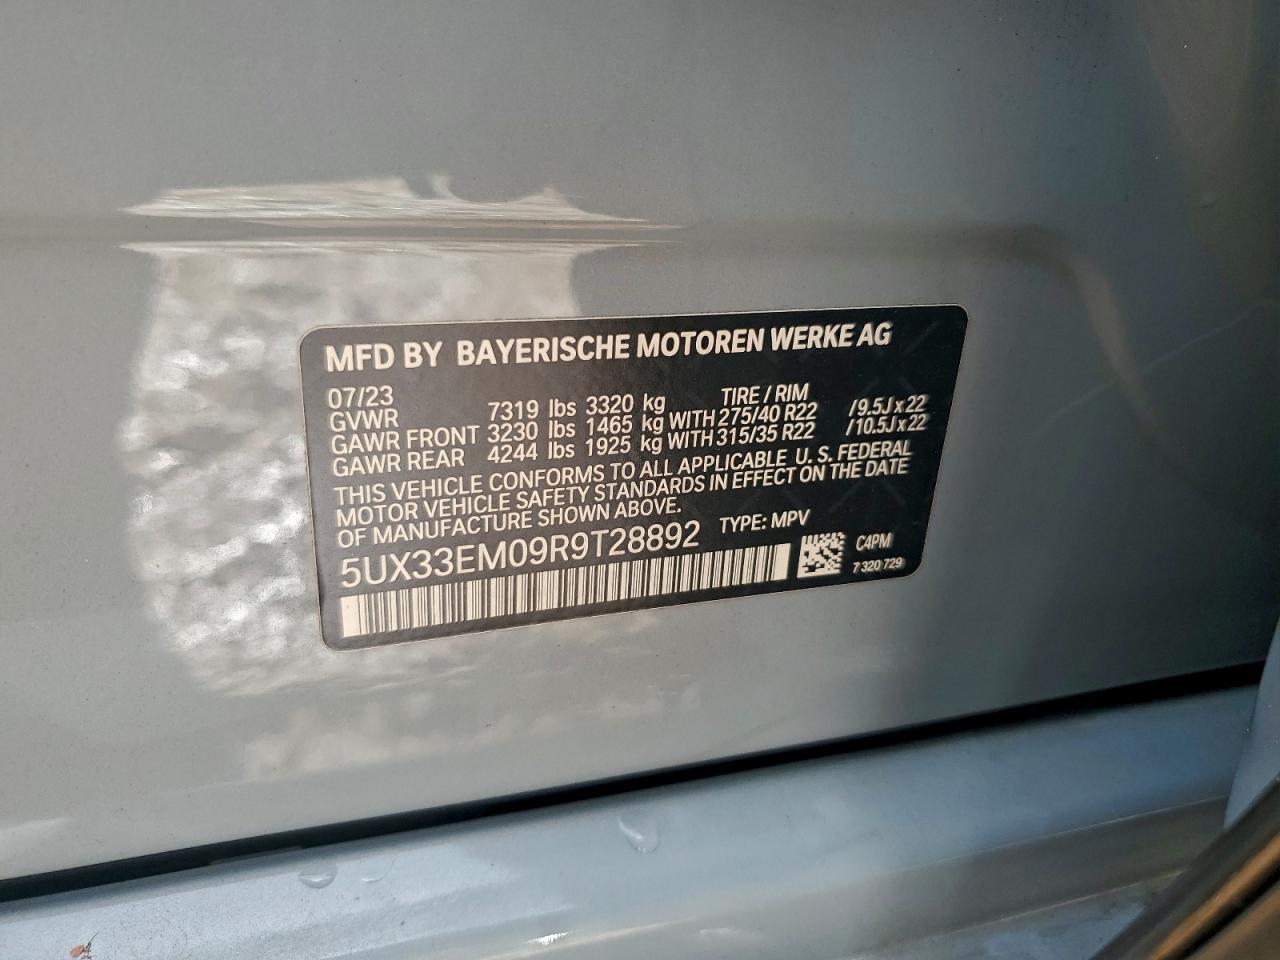 MFD BY BAYERISCHE MOTOREN WERKE AG
07/23 TIRE / RIM
GVWR 7319 lbs 3320 kg
GAWR FRONT 3230 lbs 1465 kg WITH 275/40 R22 /9.5J x 22
GAWR REAR 4244 lbs 1925 kg WITH 315/35 R22 /10.5J x 22
THIS VEHICLE CONFORMS TO ALL APPLICABLE U. S. FEDERAL
MOTOR VEHICLE SAFETY STANDARDS IN EFFECT ON THE DATE
OF MANUFACTURE SHOWN ABOVE.
5UX33EM09R9T28892 TYPE: MPV
C4PM
7 320 729